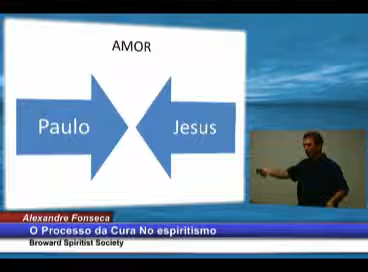 AMOR
Paulo
Jesus
Alexandre Fonseca
O Processo da Cura No espiritismo
Broward Spiritist Society